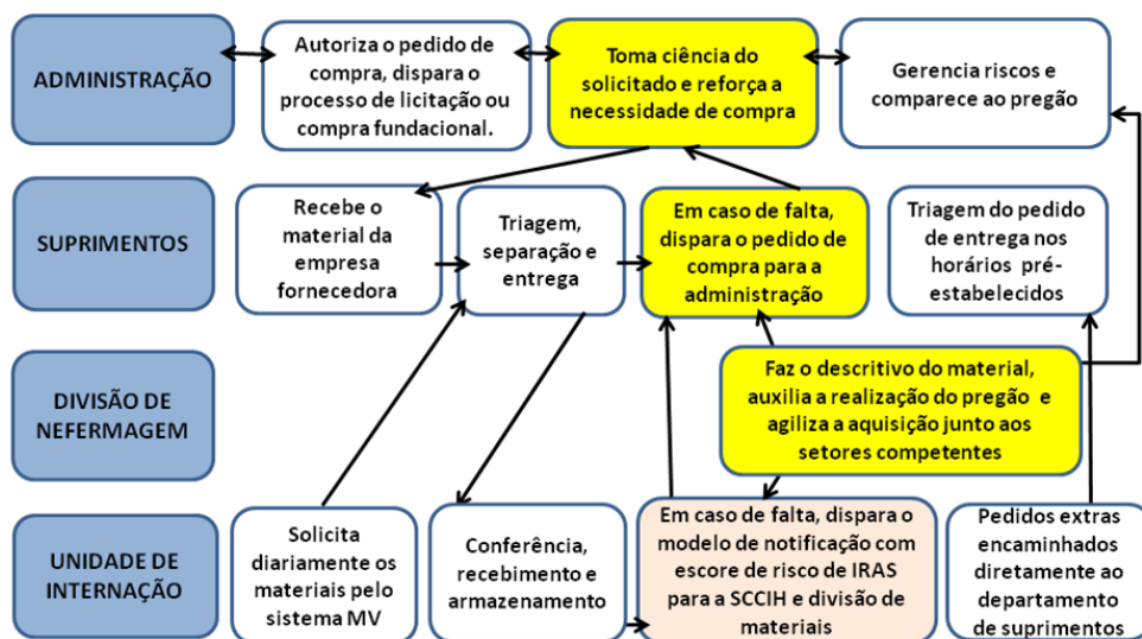 ADMINISTRAÇÃO
Autoriza o pedido de
compra, dispara o
processo de licitação ou
compra fundacional.
Toma ciência do
solicitado e reforça a
necessidade de compra
Gerencia riscos e
comparece ao pregão
SUPRIMENTOS
Recebe o
material da
empresa
fornecedora
Triagem,
separação e
entrega
Em caso de falta,
dispara o pedido de
compra para a
administração
Triagem do pedido
de entrega nos
horários pré-
estabelecidos
DIVISÃO DE
NEFERMAGEM
Faz o descritivo do material,
auxilia a realização do pregão e
agiliza a aquisição junto aos
setores competentes
UNIDADE DE
INTERNAÇÃO
Solicita
diariamente os
materiais pelo
sistema MV
Conferência,
recebimento e
armazenamento
Em caso de falta, dispara o
modelo de notificação com
escore de risco de IRAS
para a SCCIH e divisão de
materiais
Pedidos extras
encaminhados
diretamente ao
departamento
de suprimentos